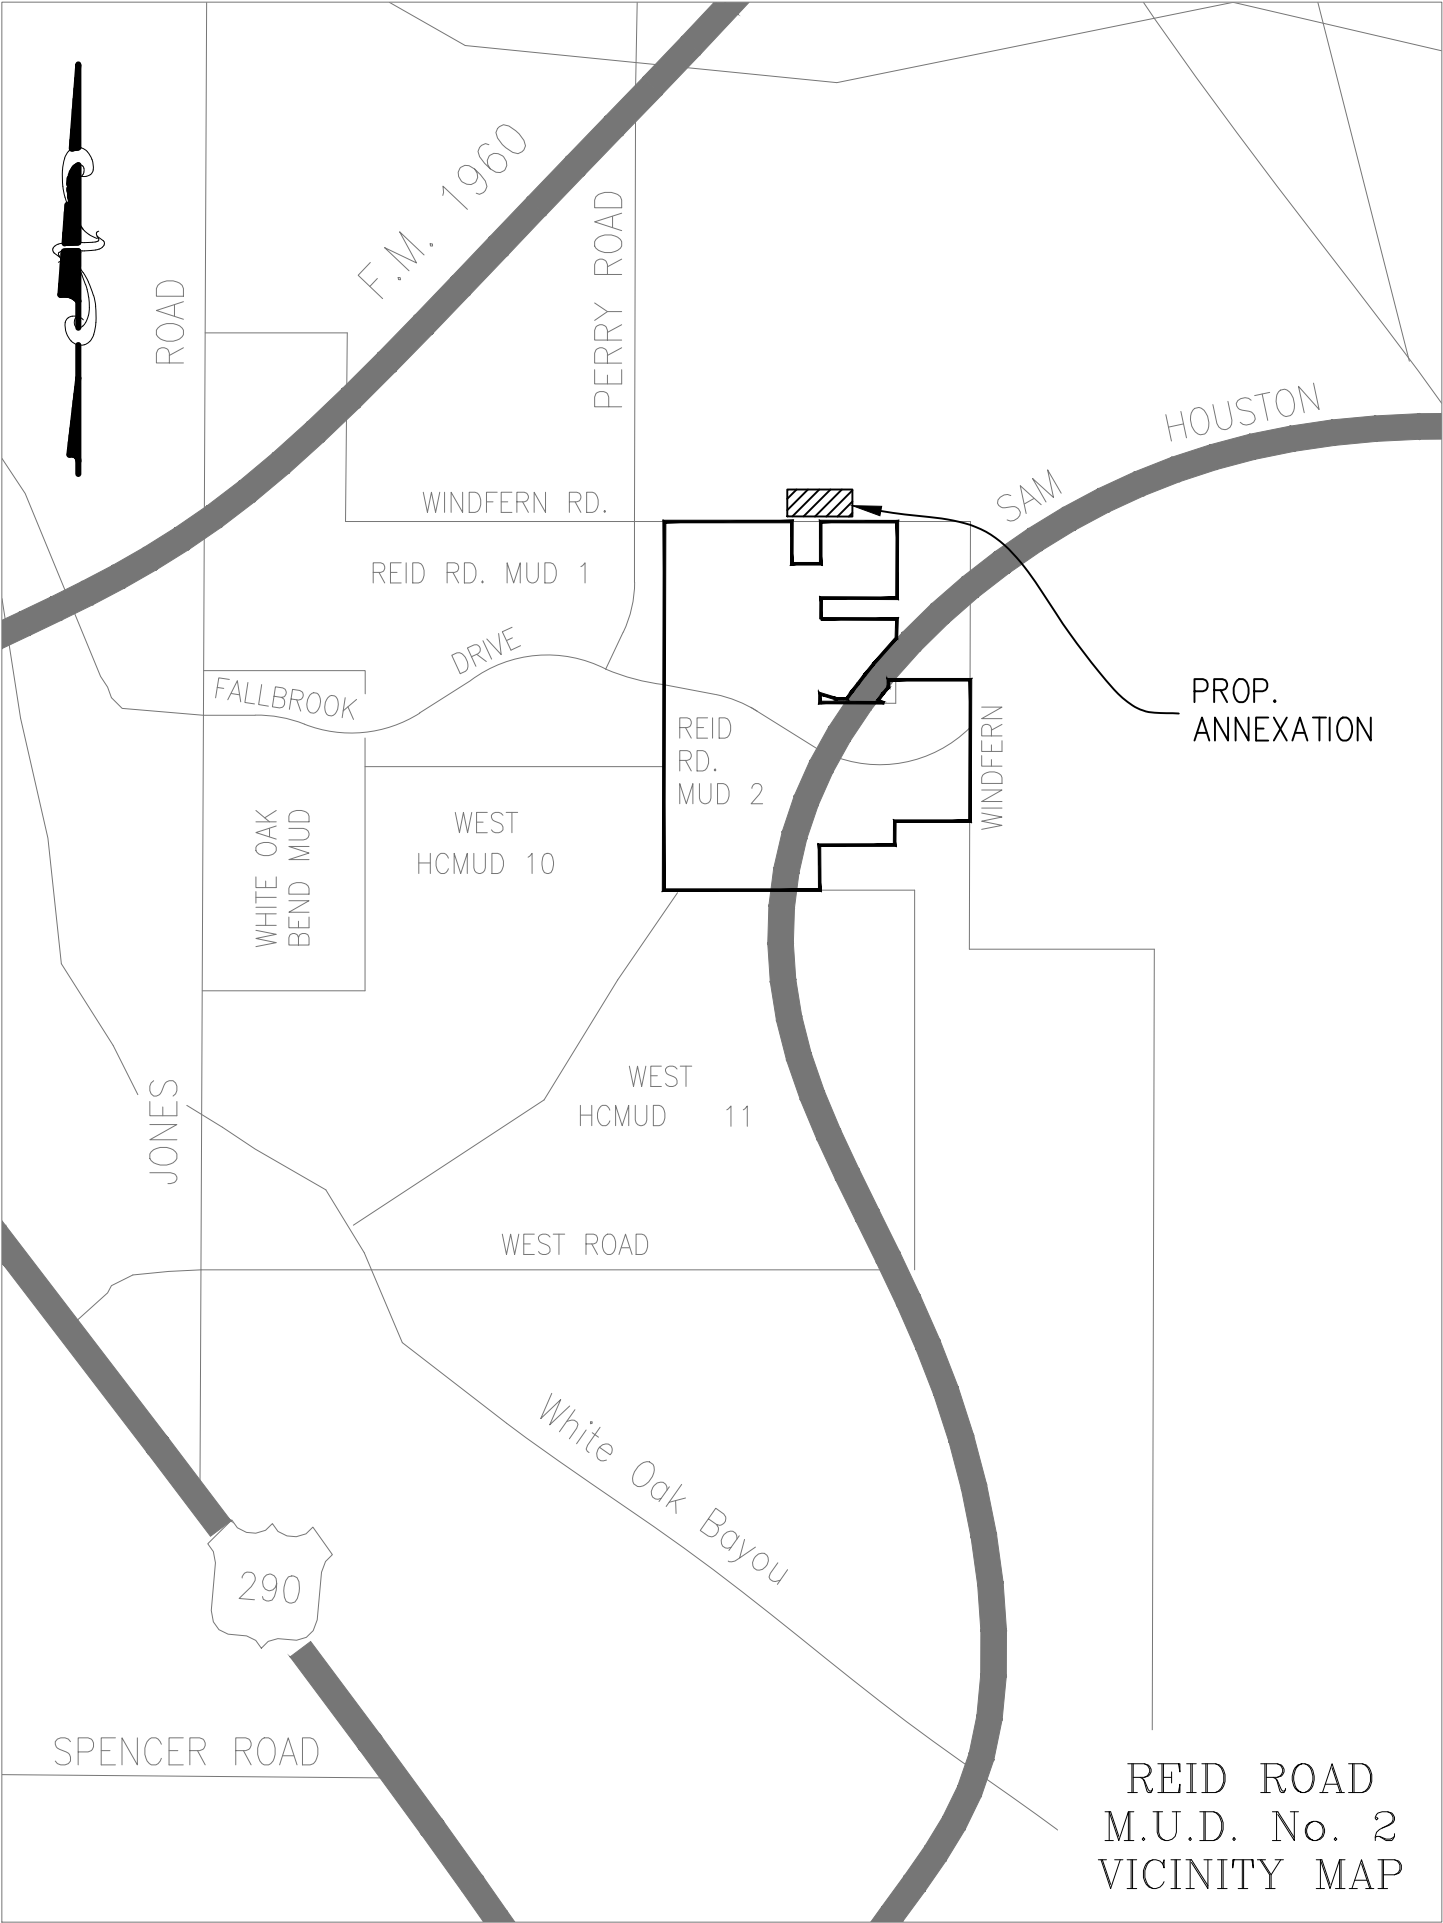 F.M. 1960
PERRY ROAD
ROAD
HOUSTON
SAM
WINDFERN RD.
REID RD. MUD 1
DRIVE
FALLBROOK
PROP.
ANNEXATION
REID
RD.
MUD 2
WINDFERN
WHITE OAK
BEND MUD
WEST
HCMUD 10
WEST
HCMUD 11
JONES
WEST ROAD
White Oak Bayou
290
SPENCER ROAD
REID ROAD
M.U.D. No. 2
VICINITY MAP